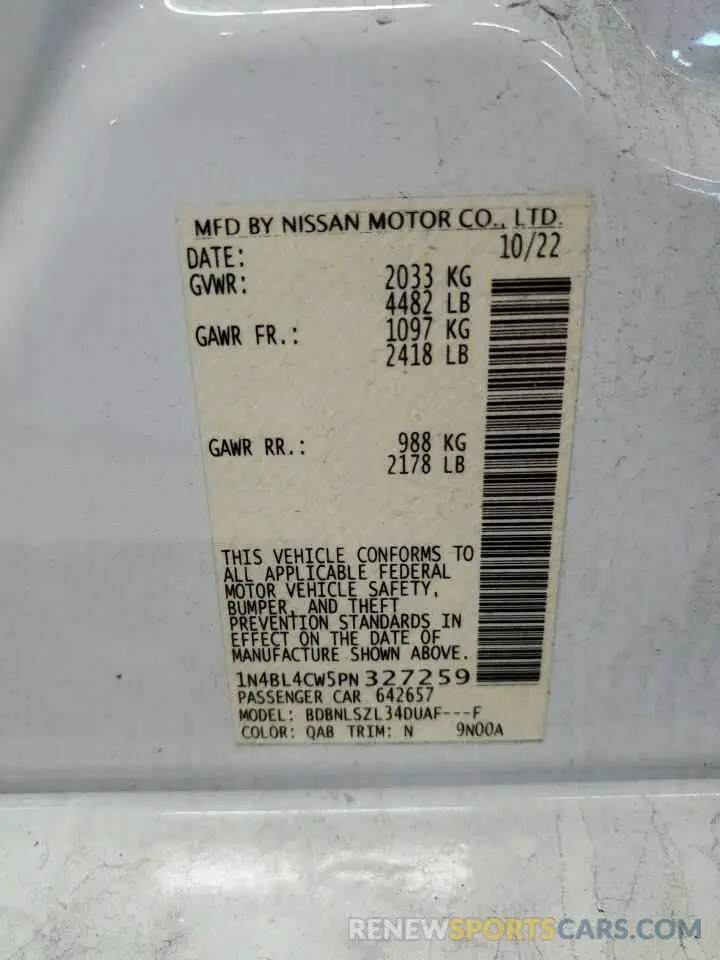 MFD BY NISSAN MOTOR CO., LTD.
DATE: 10/22
GVWR: 2033 KG
4482 LB
GAWR FR.: 1097 KG
2418 LB
GAWR RR.: 988 KG
2178 LB
THIS VEHICLE CONFORMS TO
ALL APPLICABLE FEDERAL
MOTOR VEHICLE SAFETY,
BUMPER, AND THEFT
PREVENTION STANDARDS IN
EFFECT ON THE DATE OF
MANUFACTURE SHOWN ABOVE.
1N4BL4CW5PN327259
PASSENGER CAR 642657
MODEL: BDBNLSZL34DUAF---F
COLOR: QAB TRIM: N 9N00A
RENEWSPORTSCARS.COM